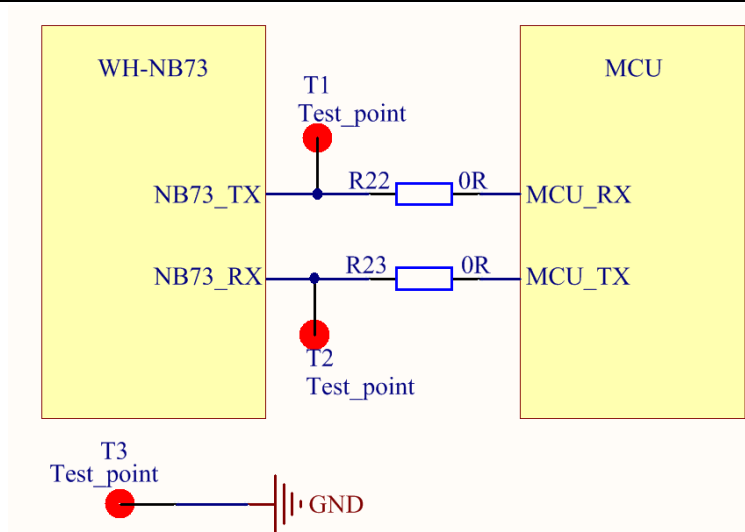 WH-NB73
MCU
T1
Test_point
NB73_TX
R22
0R
MCU_RX
NB73_RX
R23
0R
MCU_TX
T2
Test_point
T3
Test_point
GND